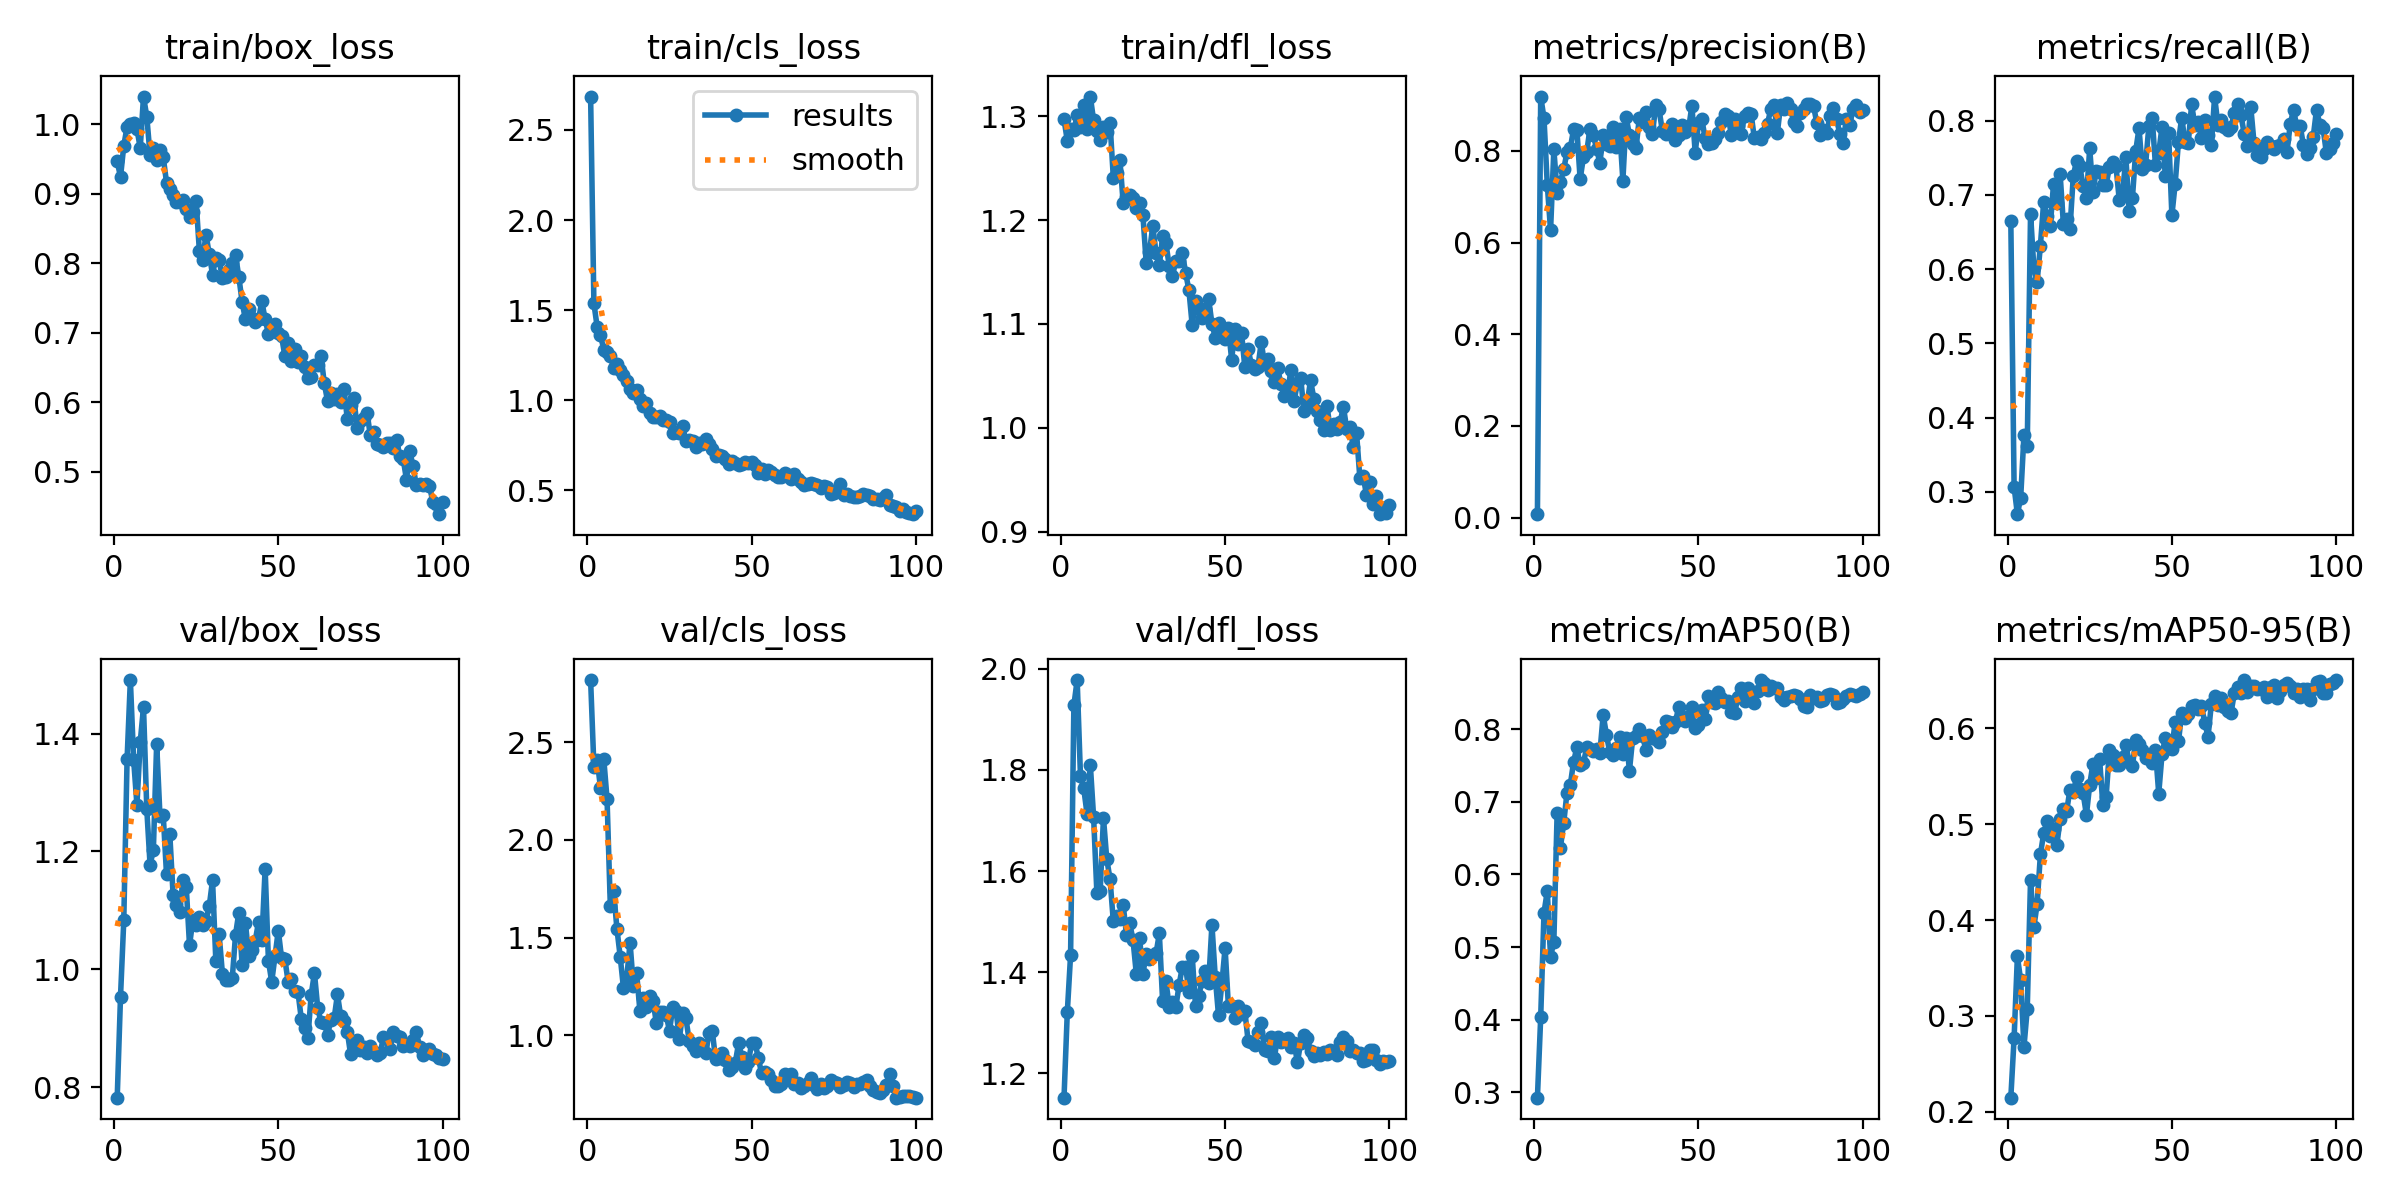 train/box_loss
1.0
0.9
0.8
0.7
0.6
0.5
0 50 100
train/cls_loss
results
smooth
2.5
2.0
1.5
1.0
0.5
0 50 100
train/dfl_loss
1.3
1.2
1.1
1.0
0.9
0 50 100
metrics/precision(B)
0.8
0.6
0.4
0.2
0.0
0 50 100
metrics/recall(B)
0.8
0.7
0.6
0.5
0.4
0.3
0 50 100
val/box_loss
1.4
1.2
1.0
0.8
0 50 100
val/cls_loss
2.5
2.0
1.5
1.0
0 50 100
val/dfl_loss
2.0
1.8
1.6
1.4
1.2
0 50 100
metrics/mAP50(B)
0.8
0.7
0.6
0.5
0.4
0.3
0 50 100
metrics/mAP50-95(B)
0.6
0.5
0.4
0.3
0.2
0 50 100